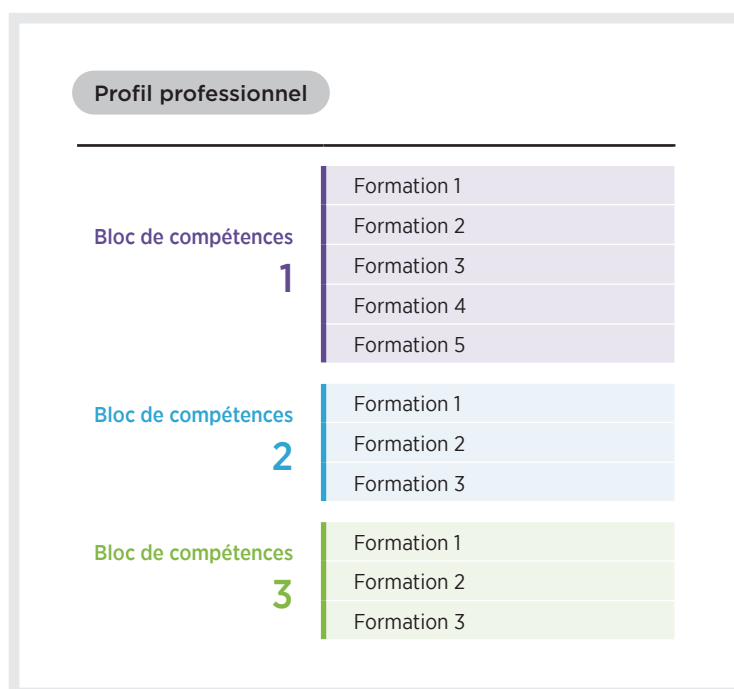 Profil professionnel
Bloc de compétences
1
Formation 1
Formation 2
Formation 3
Formation 4
Formation 5
Bloc de compétences
2
Formation 1
Formation 2
Formation 3
Bloc de compétences
3
Formation 1
Formation 2
Formation 3